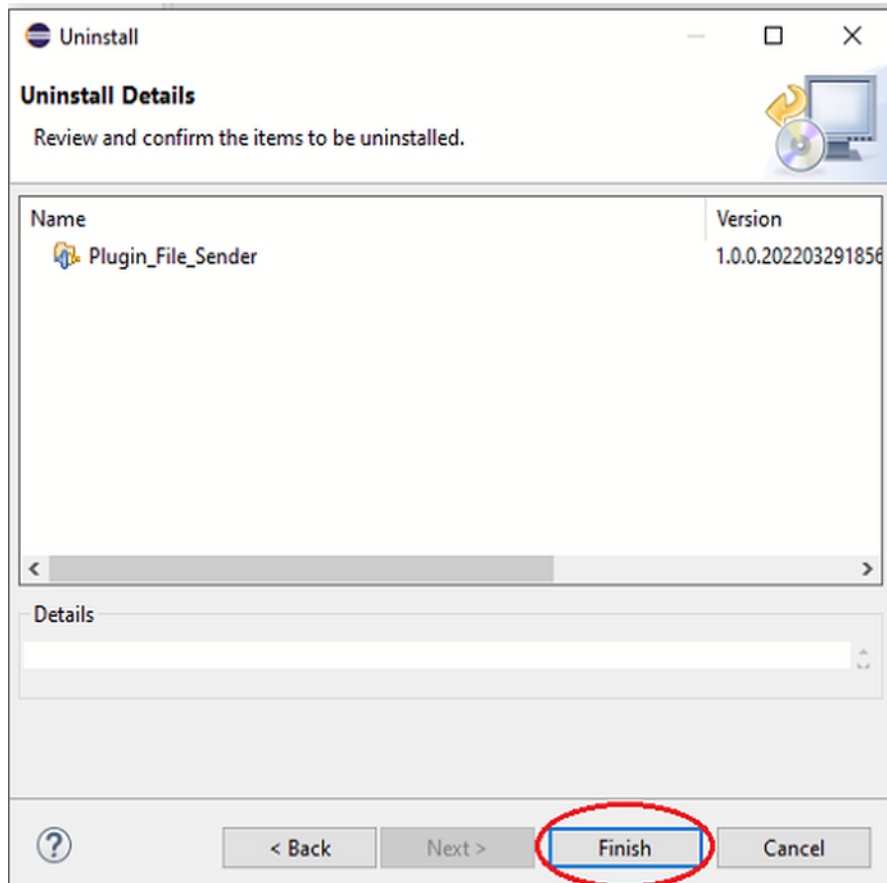 Uninstall
Uninstall Details
Review and confirm the items to be uninstalled.
Name Version
Plugin_File_Sender 1.0.0.202203291856
Details
? < Back Next > Finish Cancel